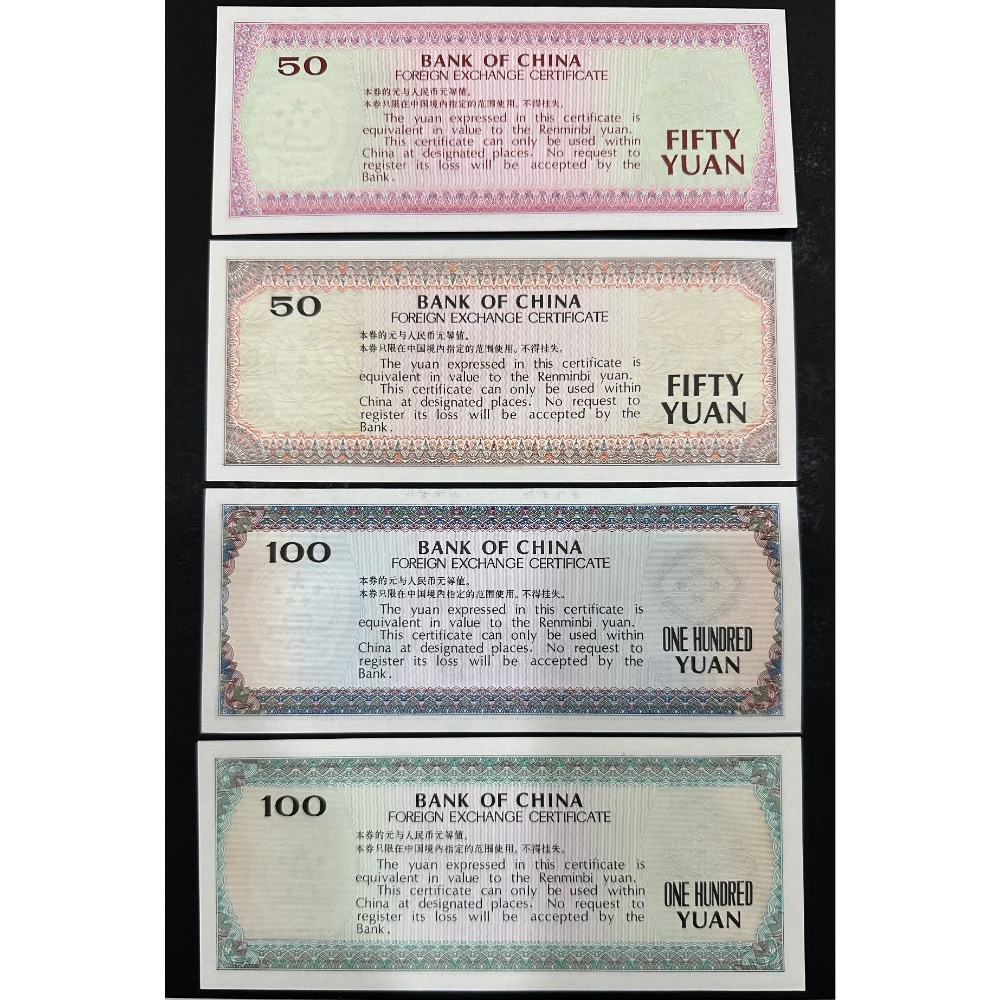 50
BANK OF CHINA
FOREIGN EXCHANGE CERTIFICATE
本券的元与人民币元等值。
本券只限在中国境内指定的范围使用。不得挂失。
The yuan expressed in this certificate is
equivalent in value to the Renminbi yuan.
This certificate can only be used within
China at designated places. No request to
register its loss will be accepted by the
Bank.
FIFTY
YUAN
50
BANK OF CHINA
FOREIGN EXCHANGE CERTIFICATE
本券的元与人民币元等值。
本券只限在中国境内指定的范围使用。不得挂失。
The yuan expressed in this certificate is
equivalent in value to the Renminbi yuan.
This certificate can only be used within
China at designated places. No request to
register its loss will be accepted by the
Bank.
FIFTY
YUAN
100
BANK OF CHINA
FOREIGN EXCHANGE CERTIFICATE
本券的元与人民币元等值。
本券只限在中国境内指定的范围使用。不得挂失。
The yuan expressed in this certificate is
equivalent in value to the Renminbi yuan.
This certificate can only be used within
China at designated places. No request to
register its loss will be accepted by the
Bank.
ONE HUNDRED
YUAN
100
BANK OF CHINA
FOREIGN EXCHANGE CERTIFICATE
本券的元与人民币元等值。
本券只限在中国境内指定的范围使用。不得挂失。
The yuan expressed in this certificate is
equivalent in value to the Renminbi yuan.
This certificate can only be used within
China at designated places. No request to
register its loss will be accepted by the
Bank.
ONE HUNDRED
YUAN